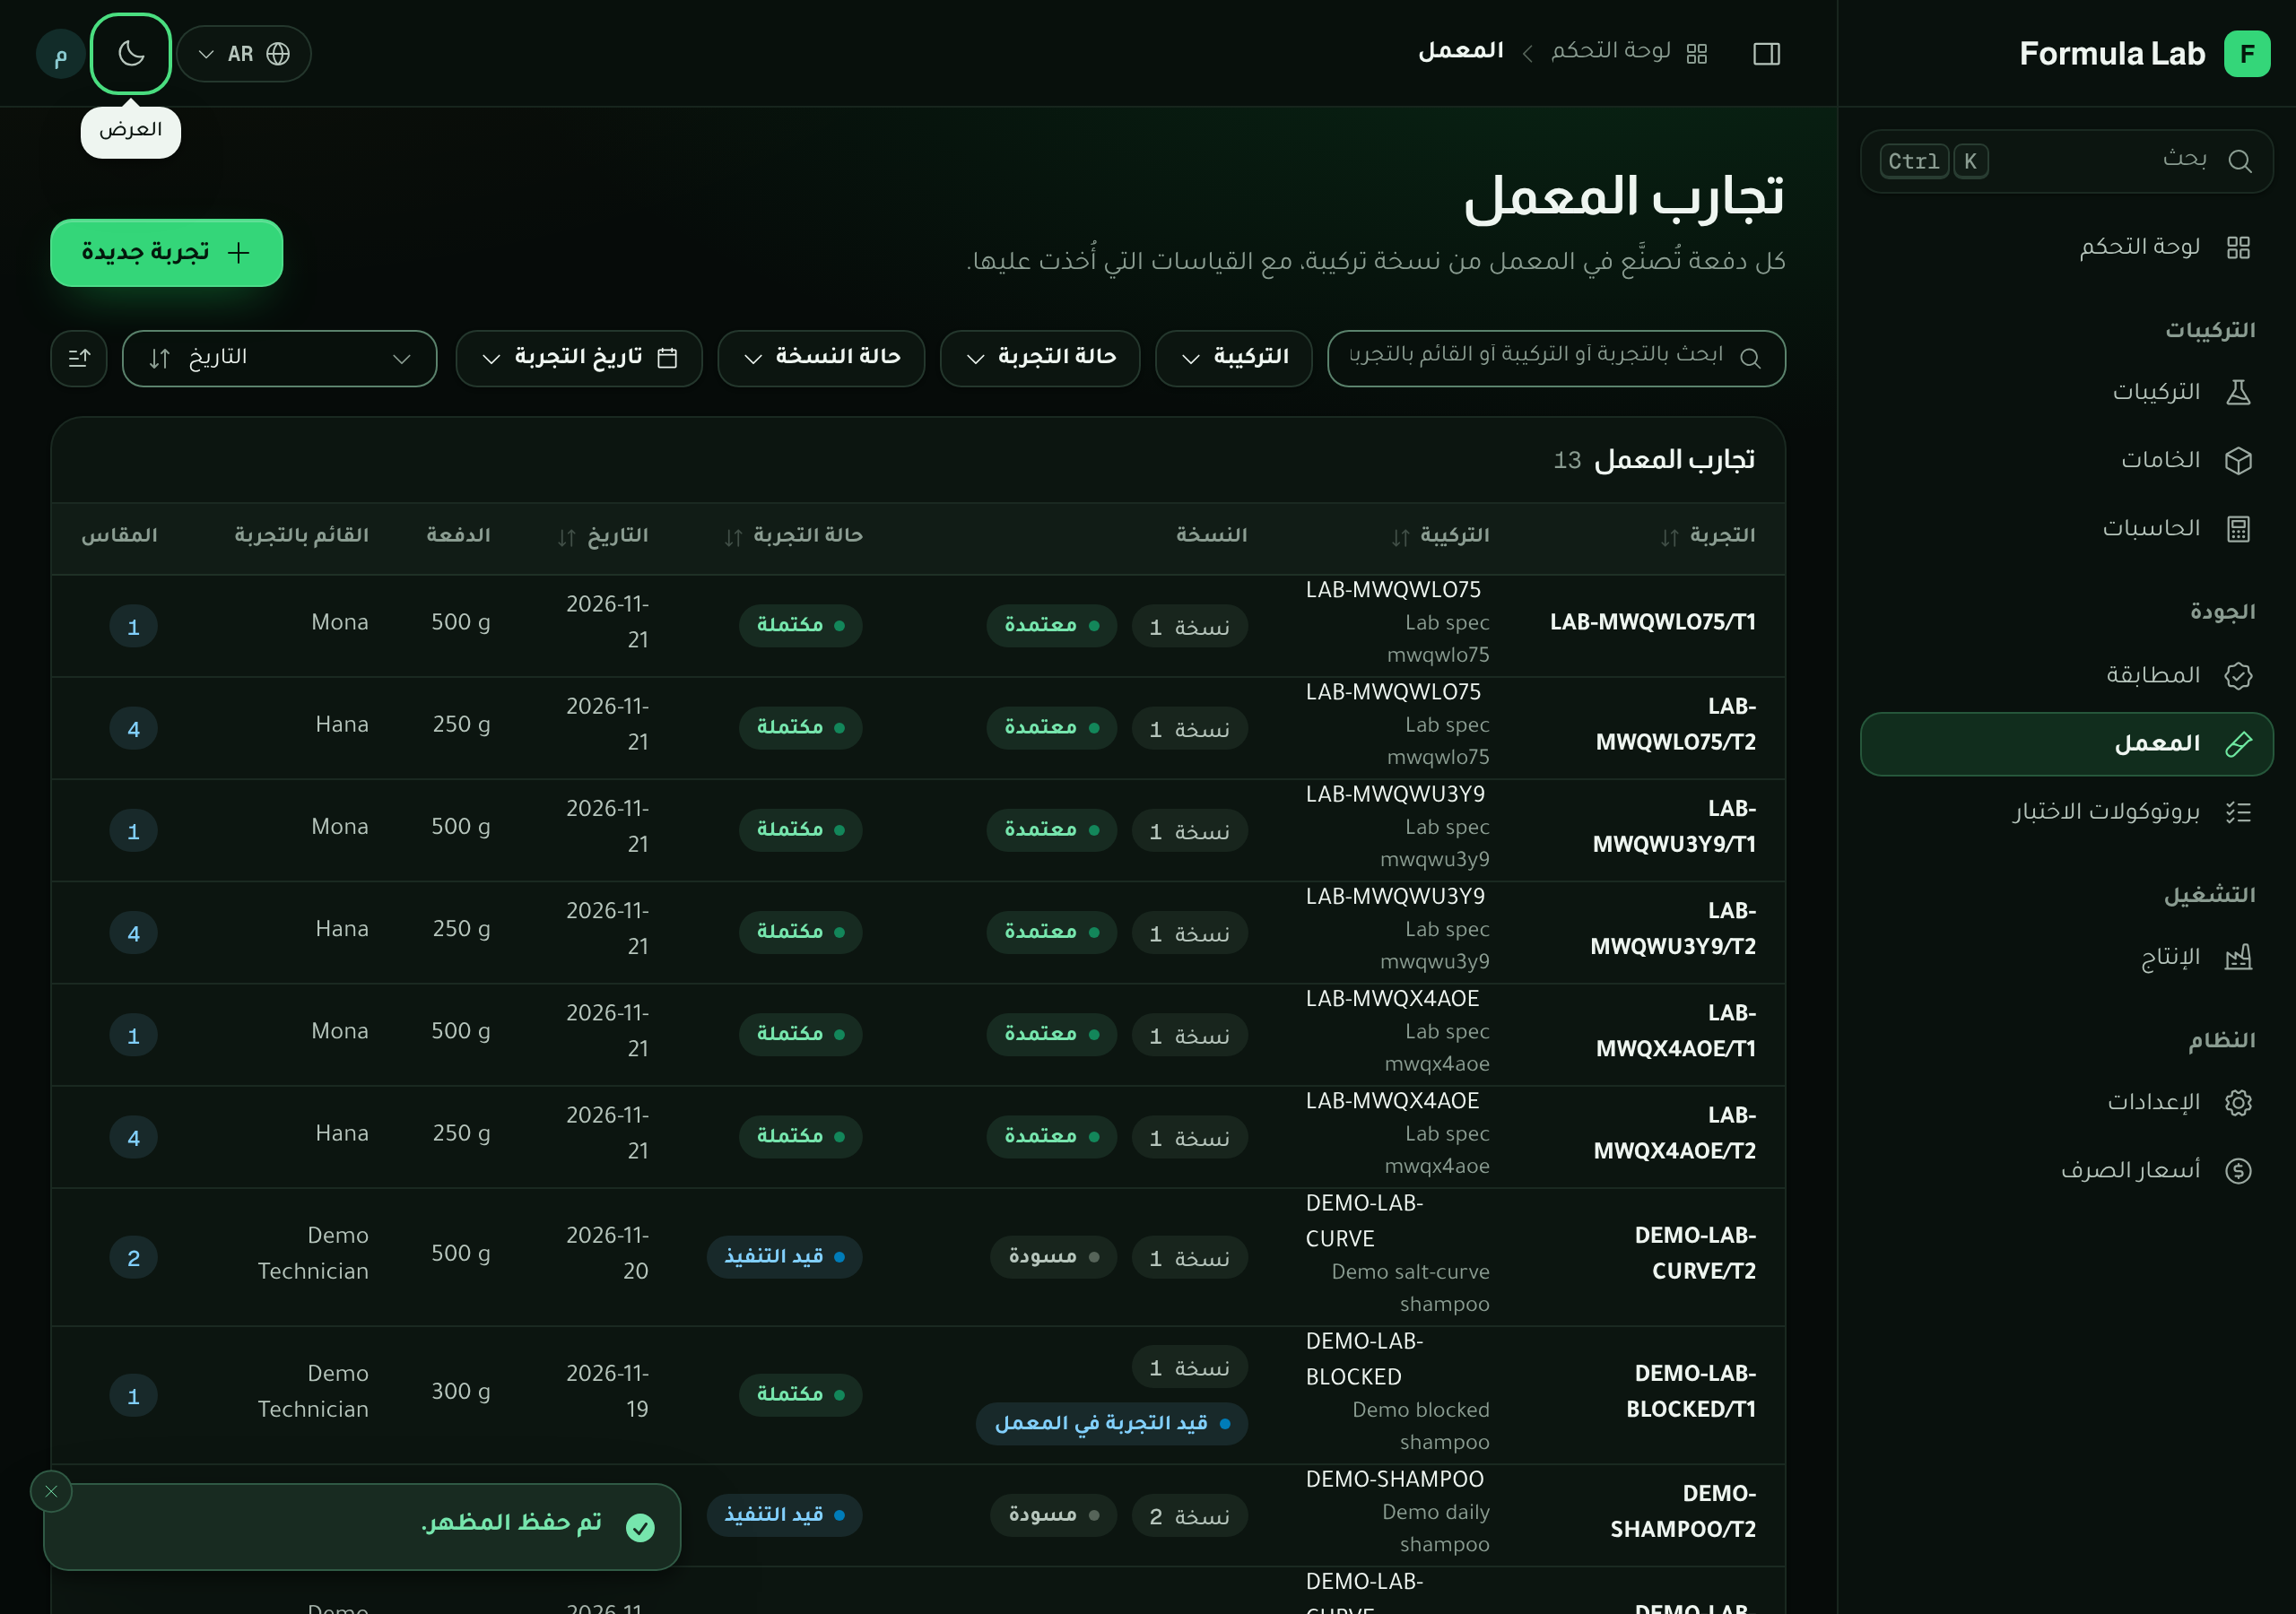 F Formula Lab
بحث
Ctrl K
لوحة التحكم
التركيبات
التركيبات
الخامات
الحاسبات
الجودة
المطابقة
المعمل
بروتوكولات الاختبار
التشغيل
الإنتاج
النظام
الإعدادات
أسعار الصرف
لوحة التحكم
المعمل
AR
م
العرض
تجارب المعمل
كل دفعة تُصنَّع في المعمل من نسخة تركيبة، مع القياسات التي أُخذت عليها.
تجربة جديدة
ابحث بالتجربة أو التركيبة أو القائم بالتجربة
التركيبة
حالة التجربة
حالة النسخة
تاريخ التجربة
التاريخ
تجارب المعمل 13
التجربة التركيبة النسخة حالة التجربة التاريخ الدفعة القائم بالتجربة المقاس
LAB-MWQWLO75/T1
LAB-MWQWLO75
Lab spec
mwqwlo75
نسخة 1 معتمدة
مكتملة
2026-11-
21
500 g
Mona
1
LAB-
MWQWLO75/T2
LAB-MWQWLO75
Lab spec
mwqwlo75
نسخة 1 معتمدة
مكتملة
2026-11-
21
250 g
Hana
4
LAB-
MWQWU3Y9/T1
LAB-MWQWU3Y9
Lab spec
mwqwu3y9
نسخة 1 معتمدة
مكتملة
2026-11-
21
500 g
Mona
1
LAB-
MWQWU3Y9/T2
LAB-MWQWU3Y9
Lab spec
mwqwu3y9
نسخة 1 معتمدة
مكتملة
2026-11-
21
250 g
Hana
4
LAB-
MWQX4AOE/T1
LAB-MWQX4AOE
Lab spec
mwqx4aoe
نسخة 1 معتمدة
مكتملة
2026-11-
21
500 g
Mona
1
LAB-
MWQX4AOE/T2
LAB-MWQX4AOE
Lab spec
mwqx4aoe
نسخة 1 معتمدة
مكتملة
2026-11-
21
250 g
Hana
4
DEMO-LAB-
CURVE/T2
DEMO-LAB-
CURVE
Demo salt-curve
shampoo
نسخة 1 مسودة
قيد التنفيذ
2026-11-
20
500 g
Demo
Technician
2
DEMO-LAB-
BLOCKED/T1
DEMO-LAB-
BLOCKED
Demo blocked
shampoo
نسخة 1
قيد التجربة في المعمل
مكتملة
2026-11-
19
300 g
Demo
Technician
1
DEMO-
SHAMPOO/T2
DEMO-SHAMPOO
Demo daily
shampoo
نسخة 2 مسودة
قيد التنفيذ
تم حفظ المظهر.
DEMO-LAB-
DEMO-LAB-
CURVE
2026-11-
Demo